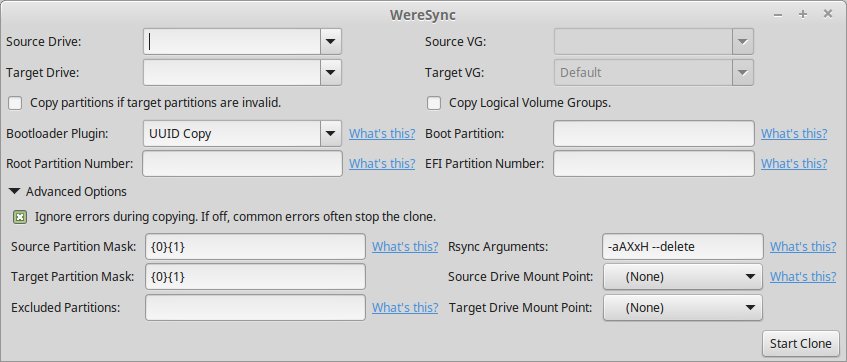 WereSync
Source Drive: Source VG:
Target Drive: Target VG: Default
Copy partitions if target partitions are invalid. Copy Logical Volume Groups.
Bootloader Plugin: UUID Copy What's this? Boot Partition: What's this?
Root Partition Number: What's this? EFI Partition Number: What's this?
Advanced Options
Ignore errors during copying. If off, common errors often stop the clone.
Source Partition Mask: {0}{1} What's this? Rsync Arguments: -aAXxH --delete What's this?
Target Partition Mask: {0}{1} Source Drive Mount Point: (None) What's this?
Excluded Partitions: What's this? Target Drive Mount Point: (None)
Start Clone